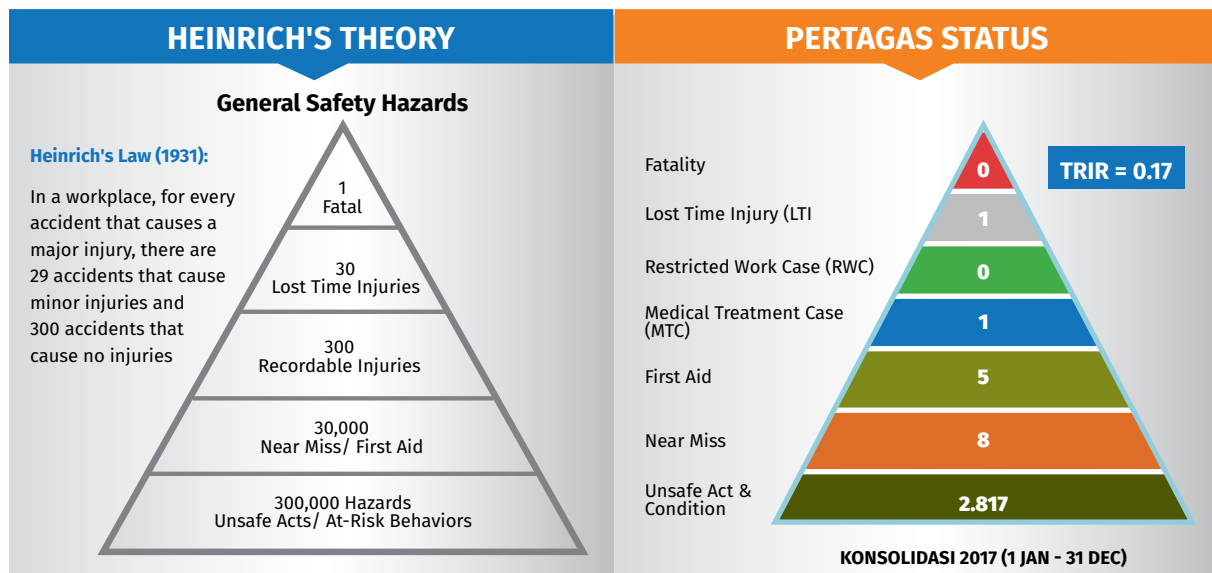 HEINRICH'S THEORY
General Safety Hazards
Heinrich's Law (1931):
In a workplace, for every
accident that causes a
major injury, there are
29 accidents that cause
minor injuries and
300 accidents that
cause no injuries
1
Fatal
30
Lost Time Injuries
300
Recordable Injuries
30,000
Near Miss/ First Aid
300,000 Hazards
Unsafe Acts/ At-Risk Behaviors
PERTAGAS STATUS
TRIR = 0.17
Fatality
0
Lost Time Injury (LTI
1
Restricted Work Case (RWC)
0
Medical Treatment Case
(MTC)
1
First Aid
5
Near Miss
8
Unsafe Act &
Condition
2.817
KONSOLIDASI 2017 (1 JAN - 31 DEC)